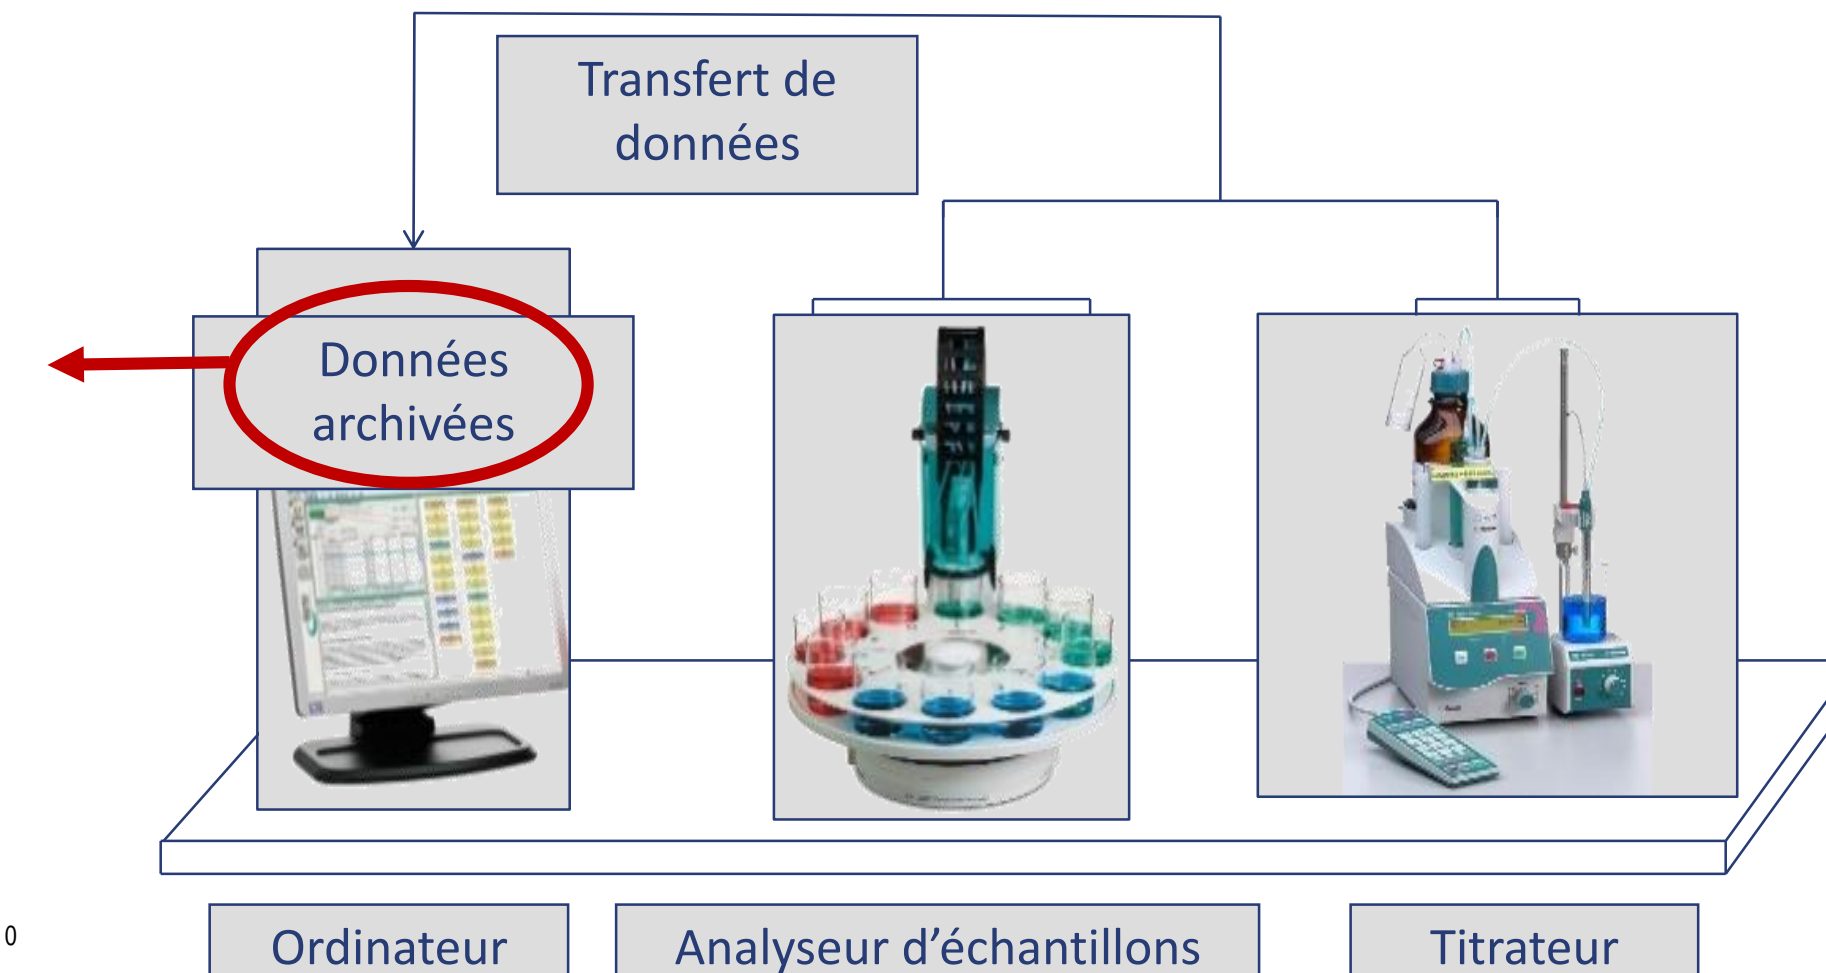 Transfert de
données
Données
archivées
0
Ordinateur
Analyseur d’échantillons
Titrateur